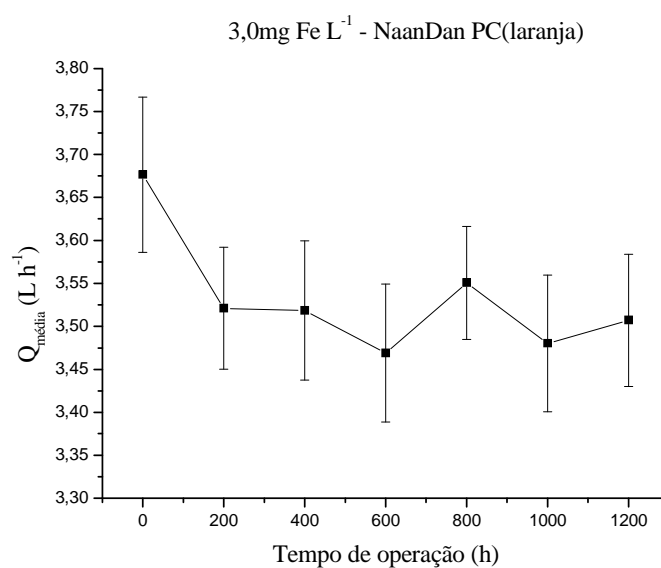 3,0mg Fe L⁻¹ - NaanDan PC(laranja)
3,80
3,75
3,70
3,65
3,60
3,55
3,50
3,45
3,40
3,35
3,30
Q média (L h⁻¹)
0 200 400 600 800 1000 1200
Tempo de operação (h)